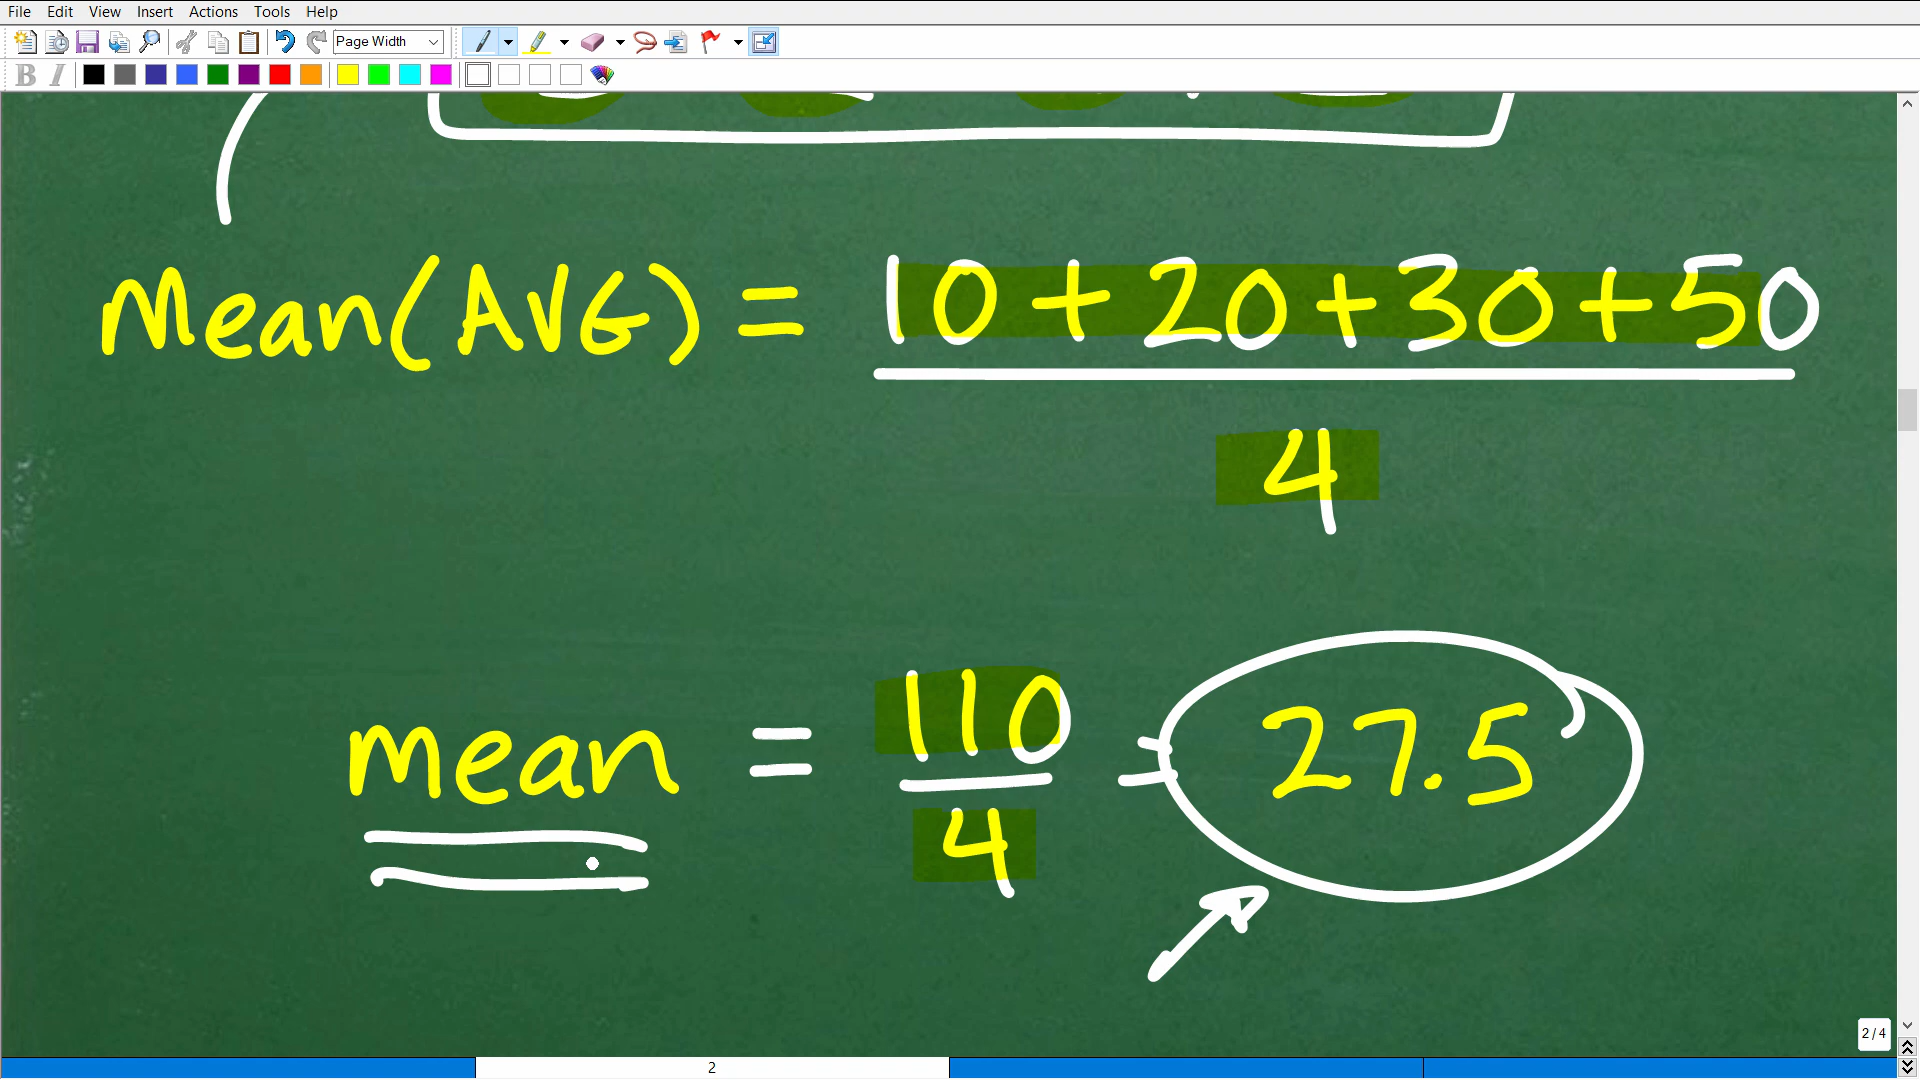 File Edit View Insert Actions Tools Help
Page Width
B I
Mean(AVG) = 10+20+30+50
4
mean = 110 = 27.5
4
2 / 4
2